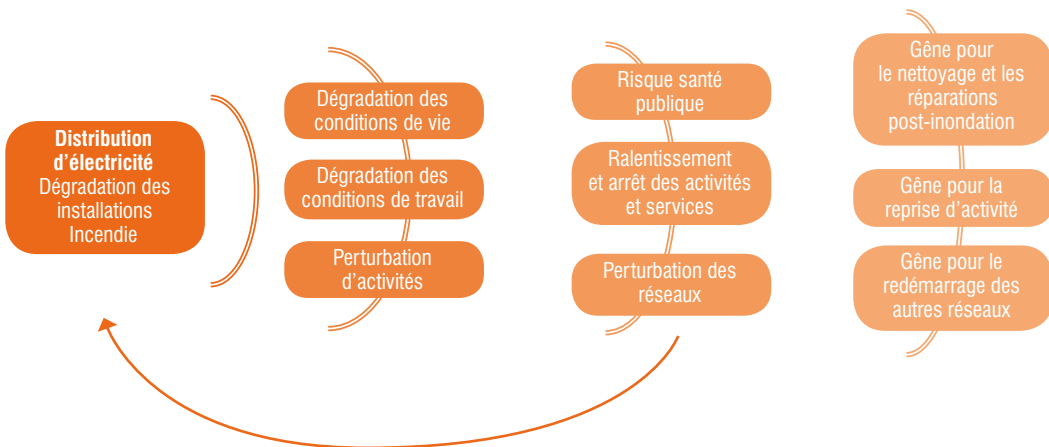 Distribution
d’électricité
Dégradation des
installations
Incendie
Dégradation des
conditions de vie
Dégradation des
conditions de travail
Perturbation
d’activités
Risque santé
publique
Ralentissement
et arrêt des activités
et services
Perturbation des
réseaux
Gêne pour
le nettoyage et les
réparations
post-inondation
Gêne pour la
reprise d’activité
Gêne pour le
redémarrage des
autres réseaux